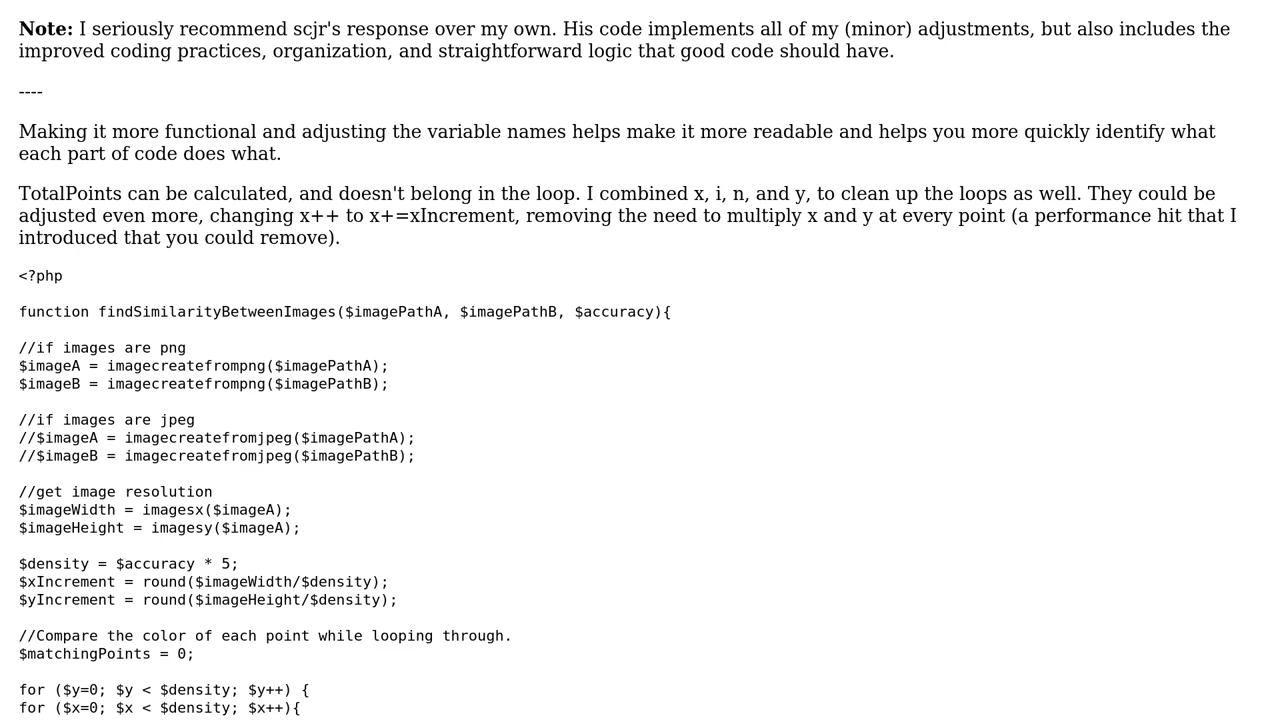 Note: I seriously recommend scjr's response over my own. His code implements all of my (minor) adjustments, but also includes the
improved coding practices, organization, and straightforward logic that good code should have.
----
Making it more functional and adjusting the variable names helps make it more readable and helps you more quickly identify what
each part of code does what.
TotalPoints can be calculated, and doesn't belong in the loop. I combined x, i, n, and y, to clean up the loops as well. They could be
adjusted even more, changing x++ to x+=xIncrement, removing the need to multiply x and y at every point (a performance hit that I
introduced that you could remove).
<?php
function findSimilarityBetweenImages($imagePathA, $imagePathB, $accuracy){
//if images are png
$imageA = imagecreatefrompng($imagePathA);
$imageB = imagecreatefrompng($imagePathB);
//if images are jpeg
//$imageA = imagecreatefromjpeg($imagePathA);
//$imageB = imagecreatefromjpeg($imagePathB);
//get image resolution
$imageWidth = imagesx($imageA);
$imageHeight = imagesy($imageA);
$density = $accuracy * 5;
$xIncrement = round($imageWidth/$density);
$yIncrement = round($imageHeight/$density);
//Compare the color of each point while looping through.
$matchingPoints = 0;
for ($y=0; $y < $density; $y++) {
for ($x=0; $x < $density; $x++){